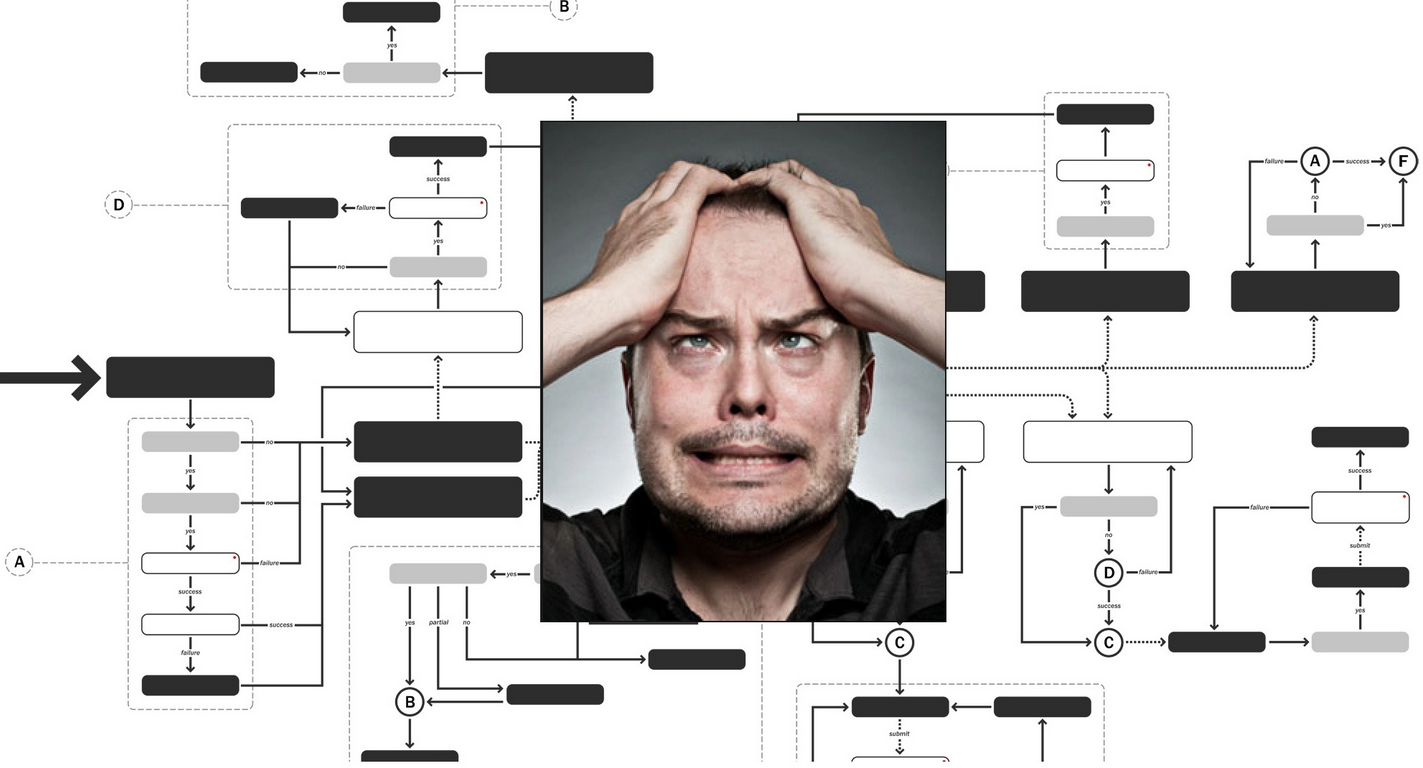 B
yes
no
success
D
failure
yes
no
A
failure
success
F
no
yes
yes
no
yes
no
yes
failure
success
success
failure
A
yes
yes
partial
no
B
C
submit
yes
no
D
failure
success
C
success
failure
submit
yes